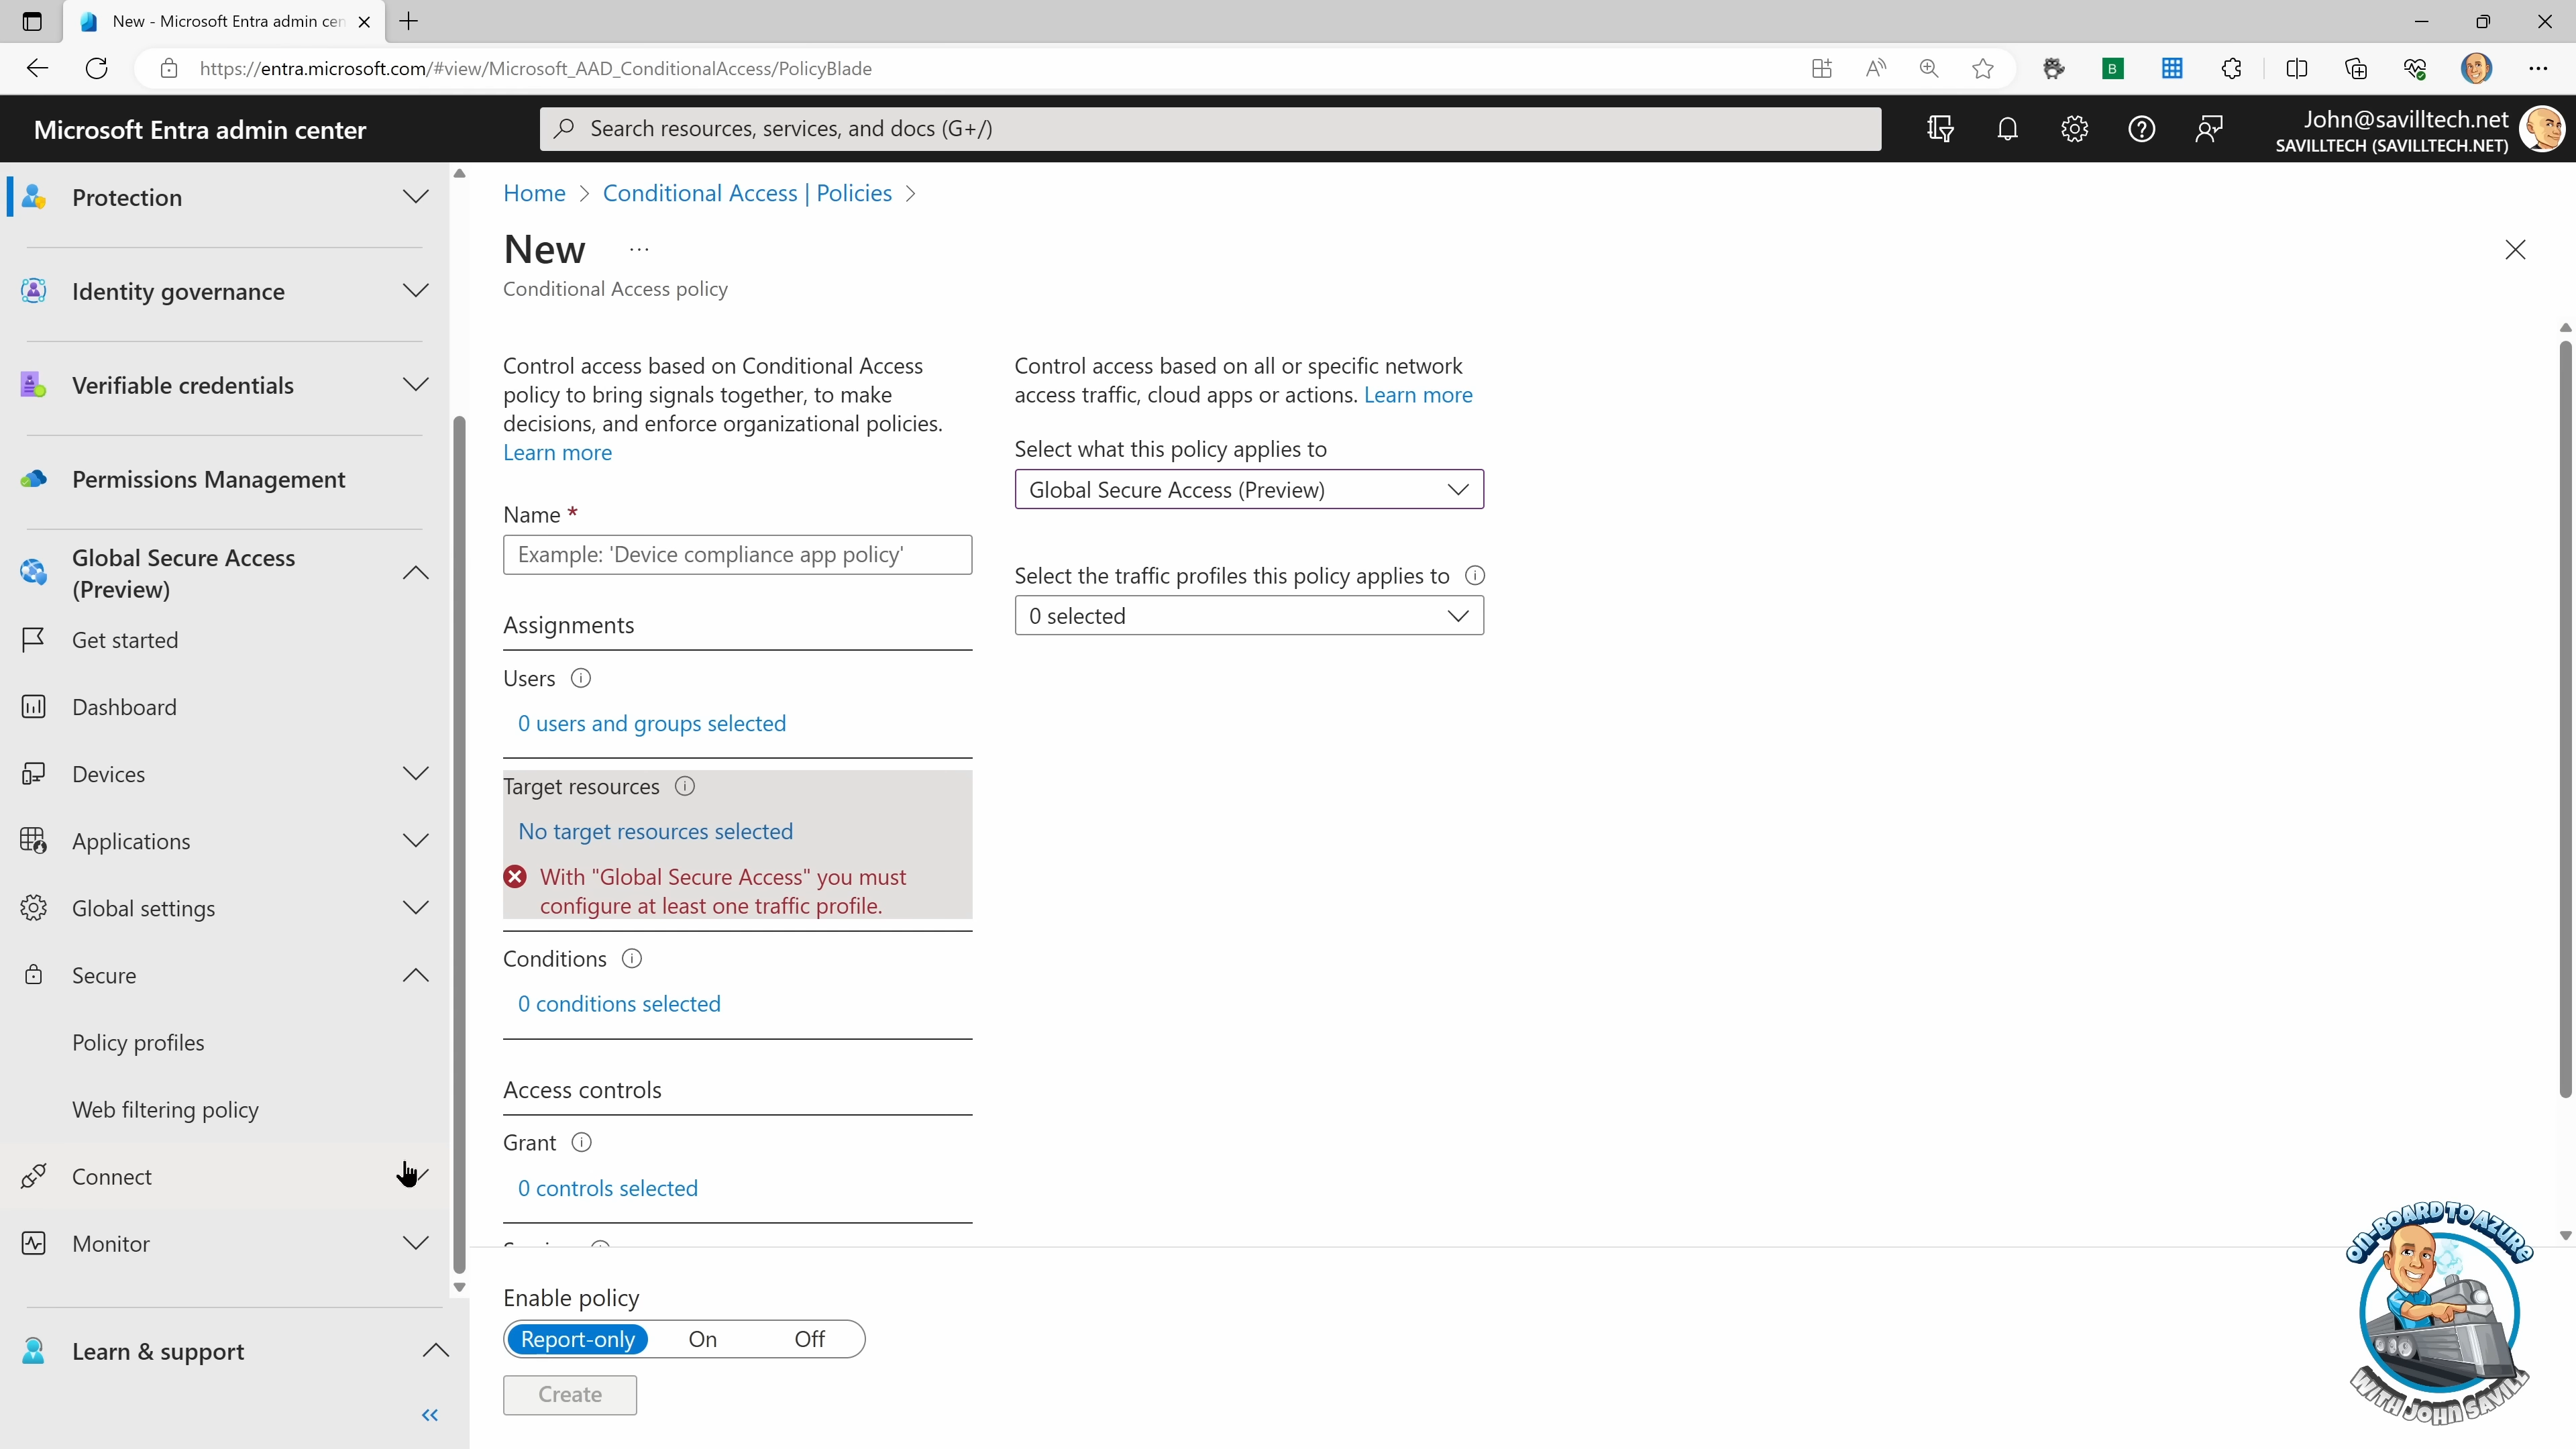 New - Microsoft Entra admin cen
https://entra.microsoft.com/#view/Microsoft_AAD_ConditionalAccess/PolicyBlade
B
Microsoft Entra admin center
Search resources, services, and docs (G+/)
John@savilltech.net
SAVILLTECH (SAVILLTECH.NET)
Protection
Identity governance
Verifiable credentials
Permissions Management
Global Secure Access
(Preview)
Get started
Dashboard
Devices
Applications
Global settings
Secure
Policy profiles
Web filtering policy
Connect
Monitor
Learn & support
Home > Conditional Access | Policies >
New ...
Conditional Access policy
Control access based on Conditional Access
policy to bring signals together, to make
decisions, and enforce organizational policies.
Learn more
Name *
Example: 'Device compliance app policy'
Assignments
Users
0 users and groups selected
Target resources
No target resources selected
With "Global Secure Access" you must
configure at least one traffic profile.
Conditions
0 conditions selected
Access controls
Grant
0 controls selected
Control access based on all or specific network
access traffic, cloud apps or actions. Learn more
Select what this policy applies to
Global Secure Access (Preview)
Select the traffic profiles this policy applies to
0 selected
Enable policy
Report-only On Off
Create
ON-BOARD TO AZURE
WITH JOHN SAVILL